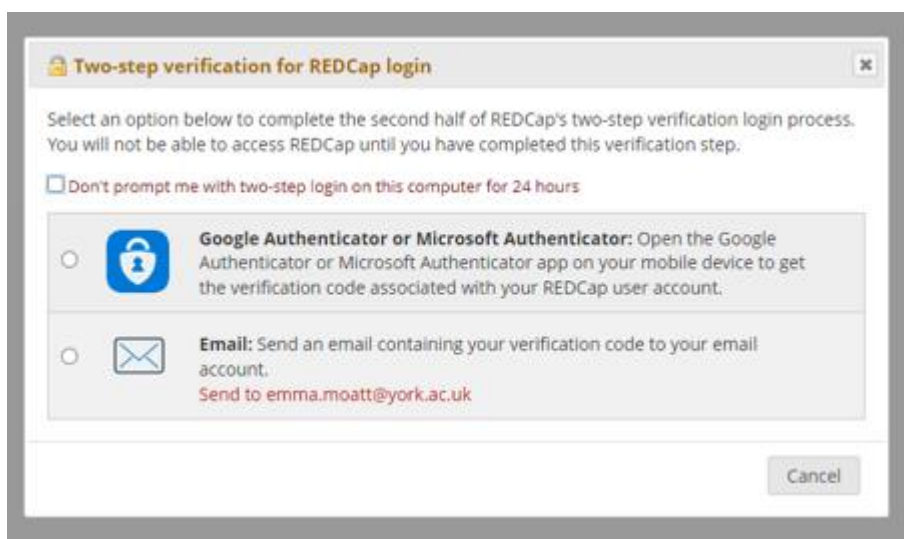 Two-step verification for REDCap login
Select an option below to complete the second half of REDCap's two-step verification login process.
You will not be able to access REDCap until you have completed this verification step.
Don't prompt me with two-step login on this computer for 24 hours
Google Authenticator or Microsoft Authenticator: Open the Google
Authenticator or Microsoft Authenticator app on your mobile device to get
the verification code associated with your REDCap user account.
Email: Send an email containing your verification code to your email
account.
Send to emma.moatt@york.ac.uk
Cancel